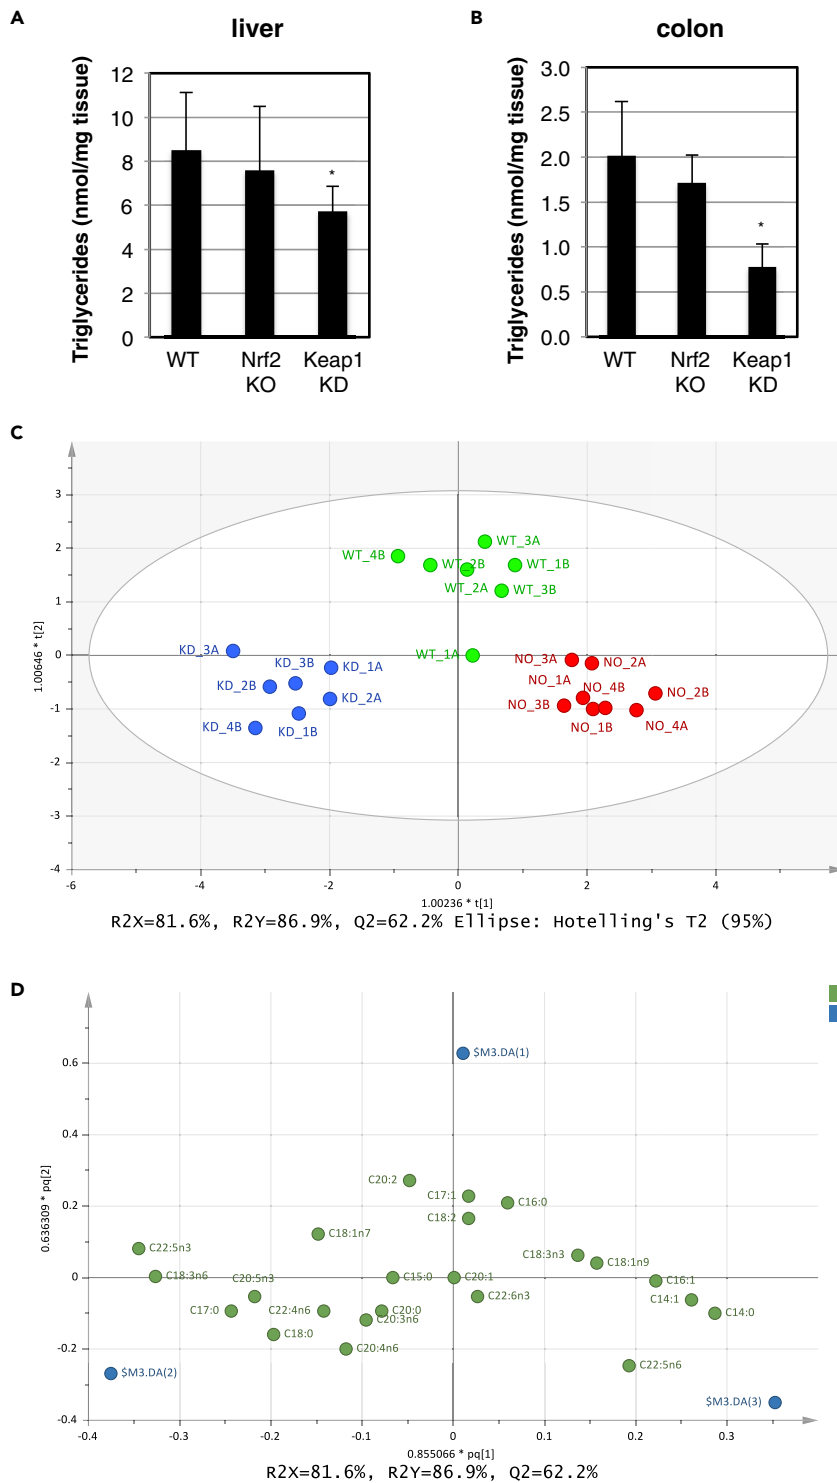 A
liver
Triglycerides (nmol/mg tissue)
12
10
8
6
4
2
0
*
WT
Nrf2
KO
Keap1
KD
B
colon
Triglycerides (nmol/mg tissue)
3.0
2.5
2.0
1.5
1.0
0.5
0.0
*
WT
Nrf2
KO
Keap1
KD
C
1.00646 * t[2]
3
2
1
0
-1
-2
-3
-4
WT_3A
WT_4B
WT_2B
WT_1B
WT_2A
WT_3B
WT_1A
KD_3A
KD_3B
KD_1A
KD_2B
KD_2A
KD_4B
KD_1B
NO_3A
NO_2A
NO_1A
NO_4B
NO_2B
NO_3B
NO_1B
NO_4A
-6
-4
-2
0
2
4
1.00236 * t[1]
R2X=81.6%, R2Y=86.9%, Q2=62.2% Ellipse: Hotelling's T2 (95%)
D
0.636309 * pq[2]
0.6
0.4
0.2
0
-0.2
-0.4
$M3.DA(1)
C20:2
C17:1
C16:0
C18:2
C18:1n7
C22:5n3
C18:3n3
C18:1n9
C18:3n6
C20:5n3
C15:0
C20:1
C16:1
C22:6n3
C14:1
C17:0
C22:4n6
C20:0
C14:0
C20:3n6
C18:0
C20:4n6
C22:5n6
$M3.DA(2)
$M3.DA(3)
-0.4
-0.3
-0.2
-0.1
0
0.1
0.2
0.3
0.855066 * pq[1]
R2X=81.6%, R2Y=86.9%, Q2=62.2%